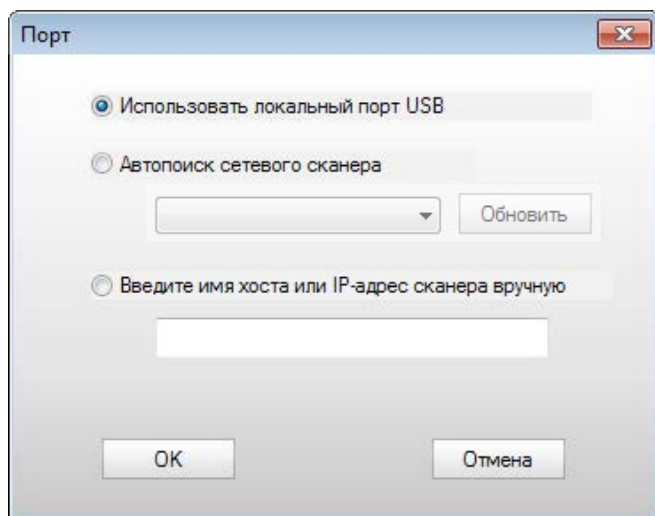 Порт
Использовать локальный порт USB
Автопоиск сетевого сканера
Обновить
Введите имя хоста или IP-адрес сканера вручную
OK
Отмена